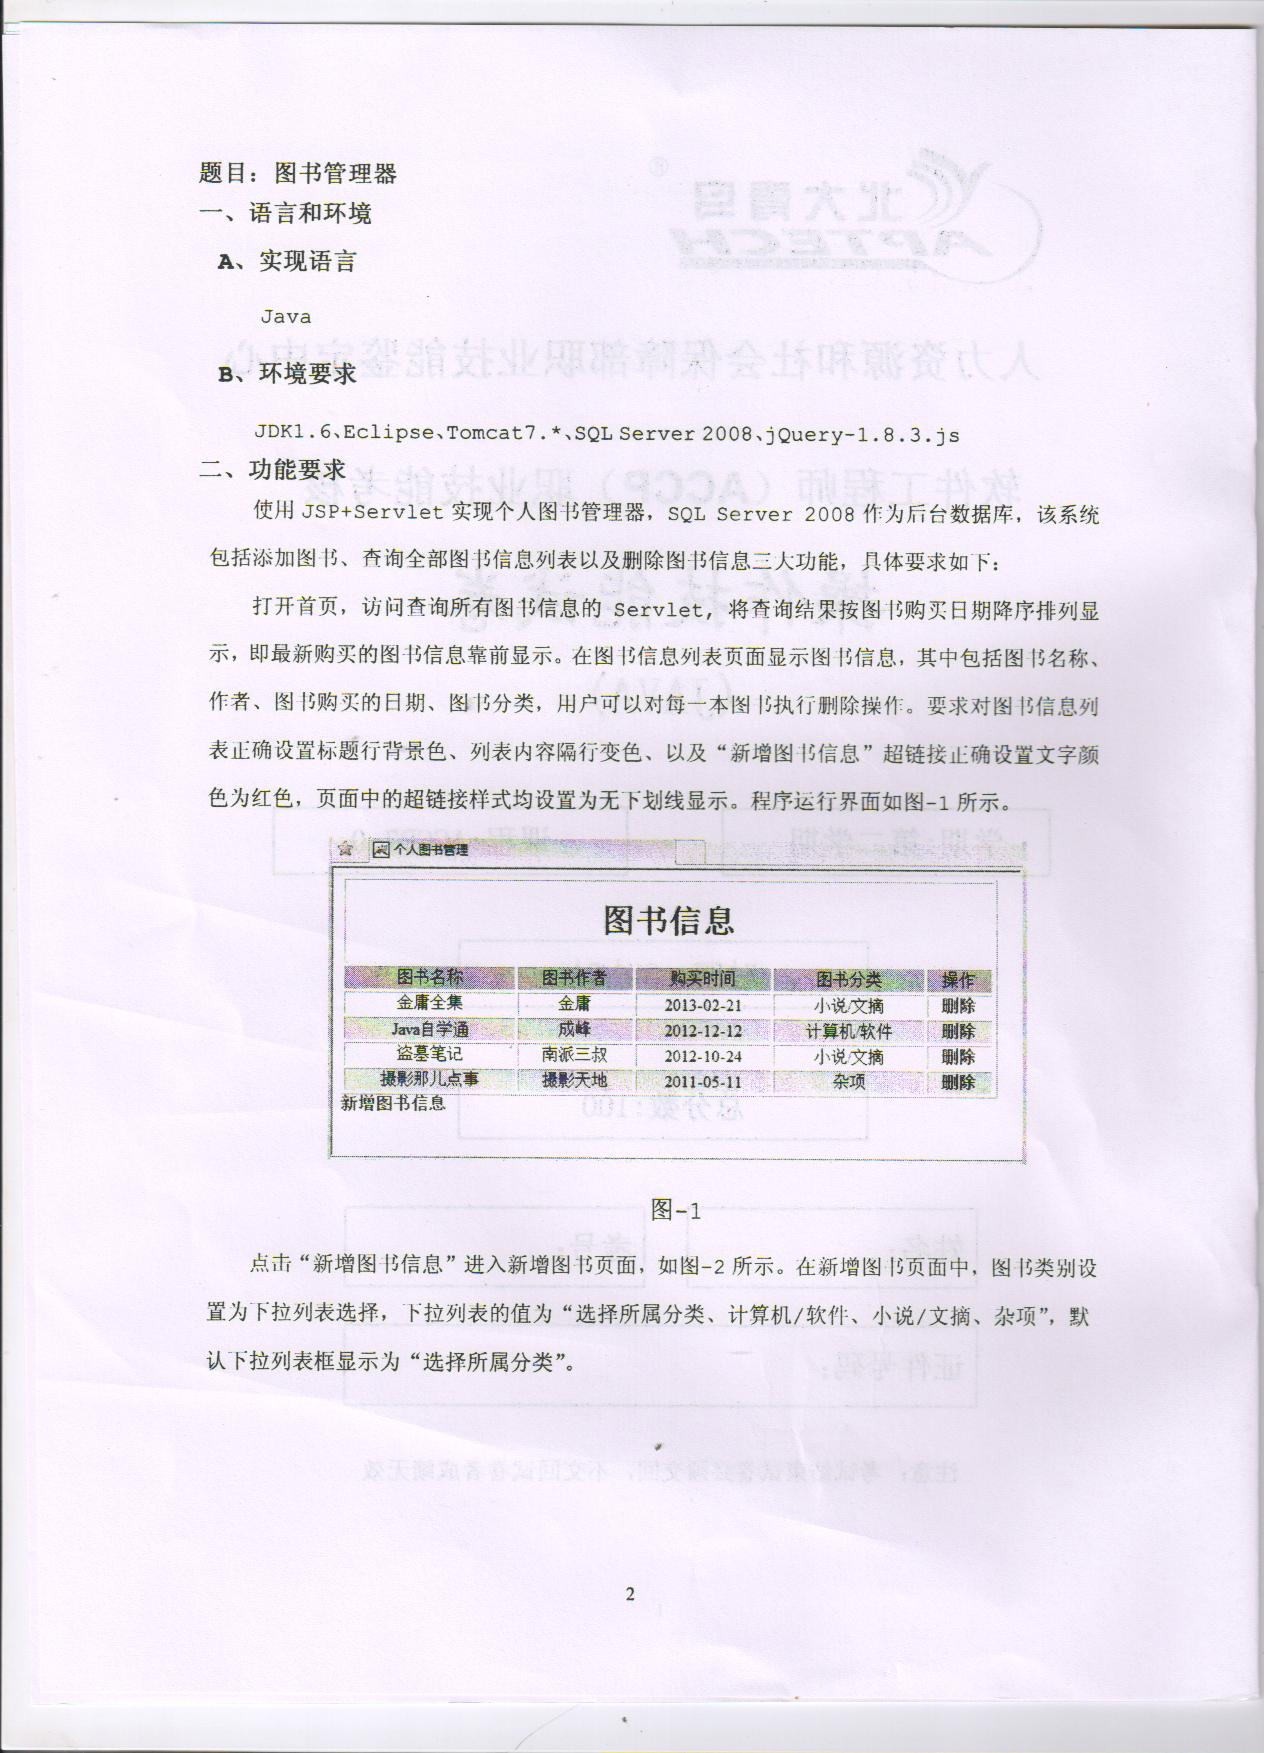 题目：图书管理器
一、语言和环境
A、实现语言
Java
B、环境要求
JDK1.6、Eclipse、Tomcat7.*、SQL Server 2008、jQuery-1.8.3.js
二、功能要求
使用 JSP+Servlet 实现个人图书管理器，SQL Server 2008 作为后台数据库，该系统
包括添加图书、查询全部图书信息列表以及删除图书信息三大功能，具体要求如下：
打开首页，访问查询所有图书信息的 Servlet，将查询结果按图书购买日期降序排列显
示，即最新购买的图书信息靠前显示。在图书信息列表页面显示图书信息，其中包括图书名称、
作者、图书购买的日期、图书分类，用户可以对每一本图书执行删除操作。要求对图书信息列
表正确设置标题行背景色、列表内容隔行变色、以及“新增图书信息”超链接正确设置文字颜
色为红色，页面中的超链接样式均设置为无下划线显示。程序运行界面如图-1 所示。
个人图书管理
图书信息
图书名称 图书作者 购买时间 图书分类 操作
金庸全集 金庸 2013-02-21 小说/文摘 删除
Java自学通 成峰 2012-12-12 计算机/软件 删除
盗墓笔记 南派三叔 2012-10-24 小说/文摘 删除
摄影那儿点事 摄影天地 2011-05-11 杂项 删除
新增图书信息
图-1
点击“新增图书信息”进入新增图书页面，如图-2 所示。在新增图书页面中，图书类别设
置为下拉列表选择，下拉列表的值为“选择所属分类、计算机/软件、小说/文摘、杂项”，默
认下拉列表框显示为“选择所属分类”。
2